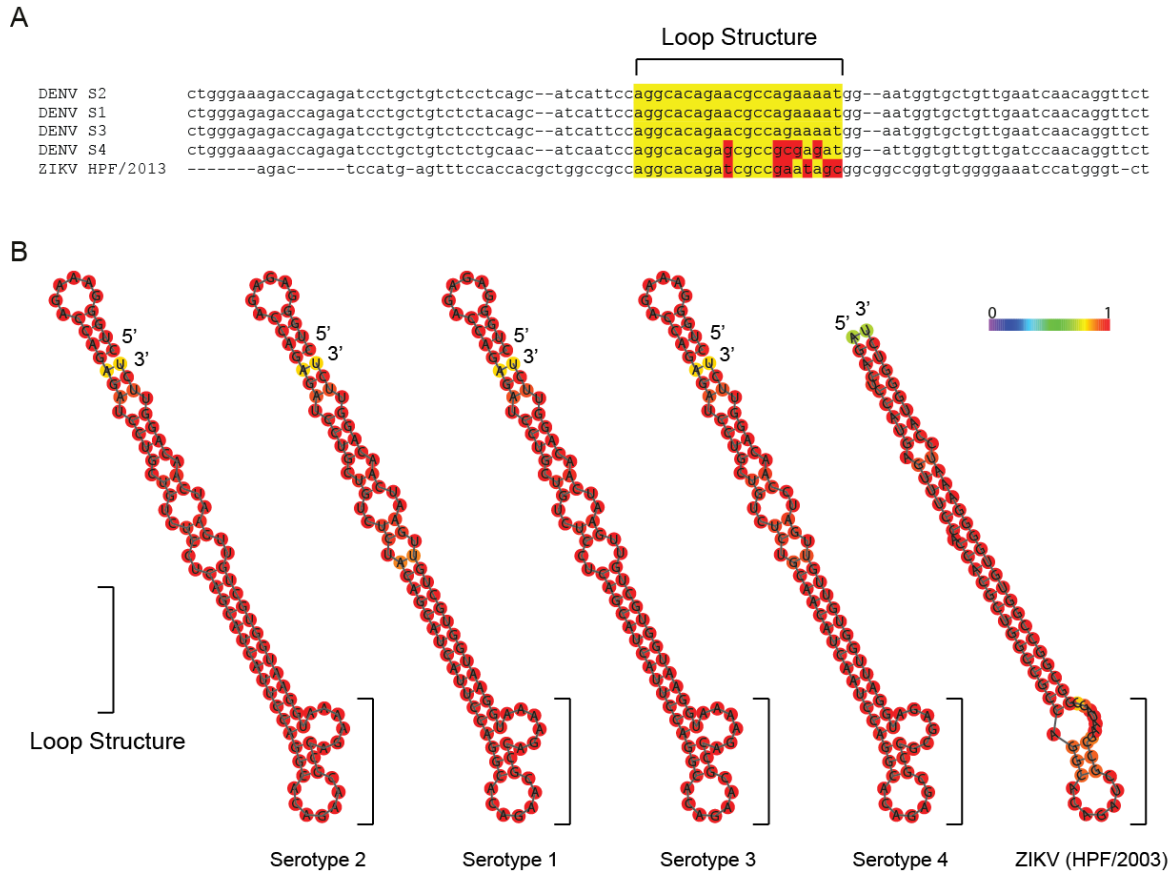 A
Loop Structure
DENV S2 ctgggaaagaccagagatcctgctgtctcctcagc--atcattccaggcacagaacgccagaaaatgg--aatggtgctgttgaatcaacaggttct
DENV S1 ctgggagagaccagagatcctgctgtctctacagc--atcattccaggcacagaacgccagaaaatgg--aatggtgctgttgaatcaacaggttct
DENV S3 ctgggagagaccagagatcctgctgtctcctcagc--atcattccaggcacagaacgccagaaaatgg--aatggtgctgttgaatcaacaggttct
DENV S4 ctgggaaagaccagagatcctgctgtctctgcaac--atcaatccaggcacagagcgccgcgagatgg--attggtgttgttgatccaacaggttct
ZIKV HPF/2013 -------agac-----tccatg-agtttccaccacgctggccgccaggcacagatcgccgaatagcggcggccggtgtggggaaatccatgggt-ct
B
5’
3’
5’
3’
5’
3’
5’
3’
5’
3’
0 1
Loop Structure
Serotype 2
Serotype 1
Serotype 3
Serotype 4
ZIKV (HPF/2003)